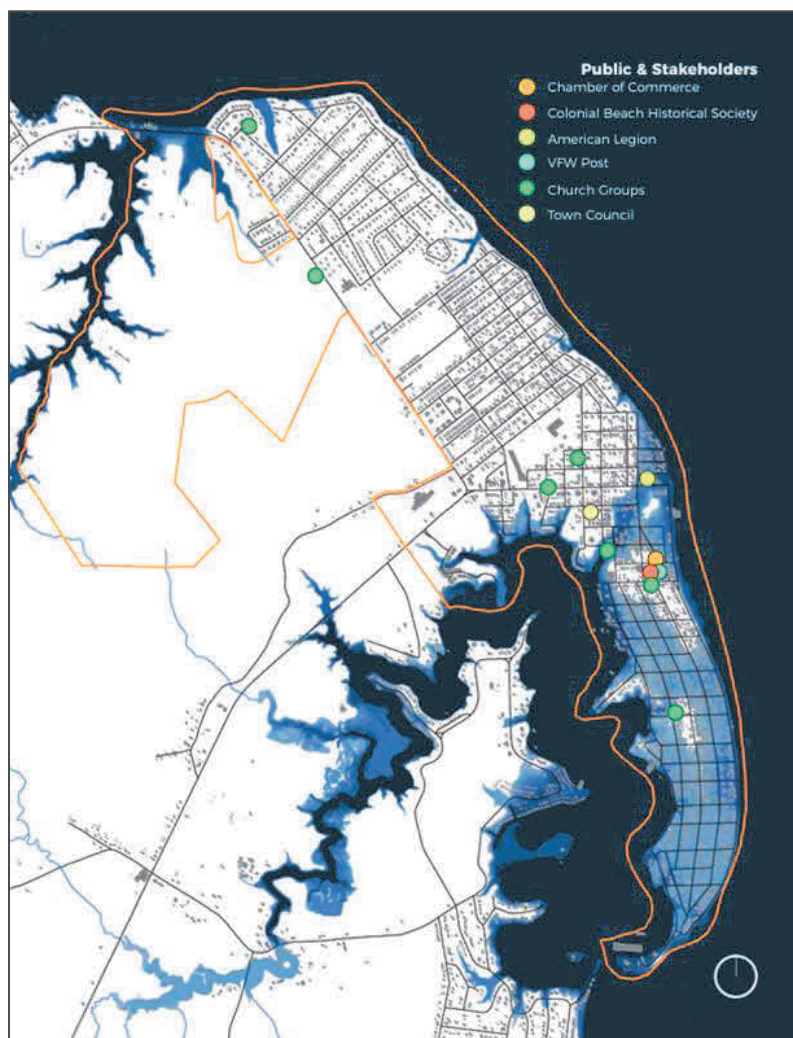 Public & Stakeholders
Chamber of Commerce
Colonial Beach Historical Society
American Legion
VFW Post
Church Groups
Town Council